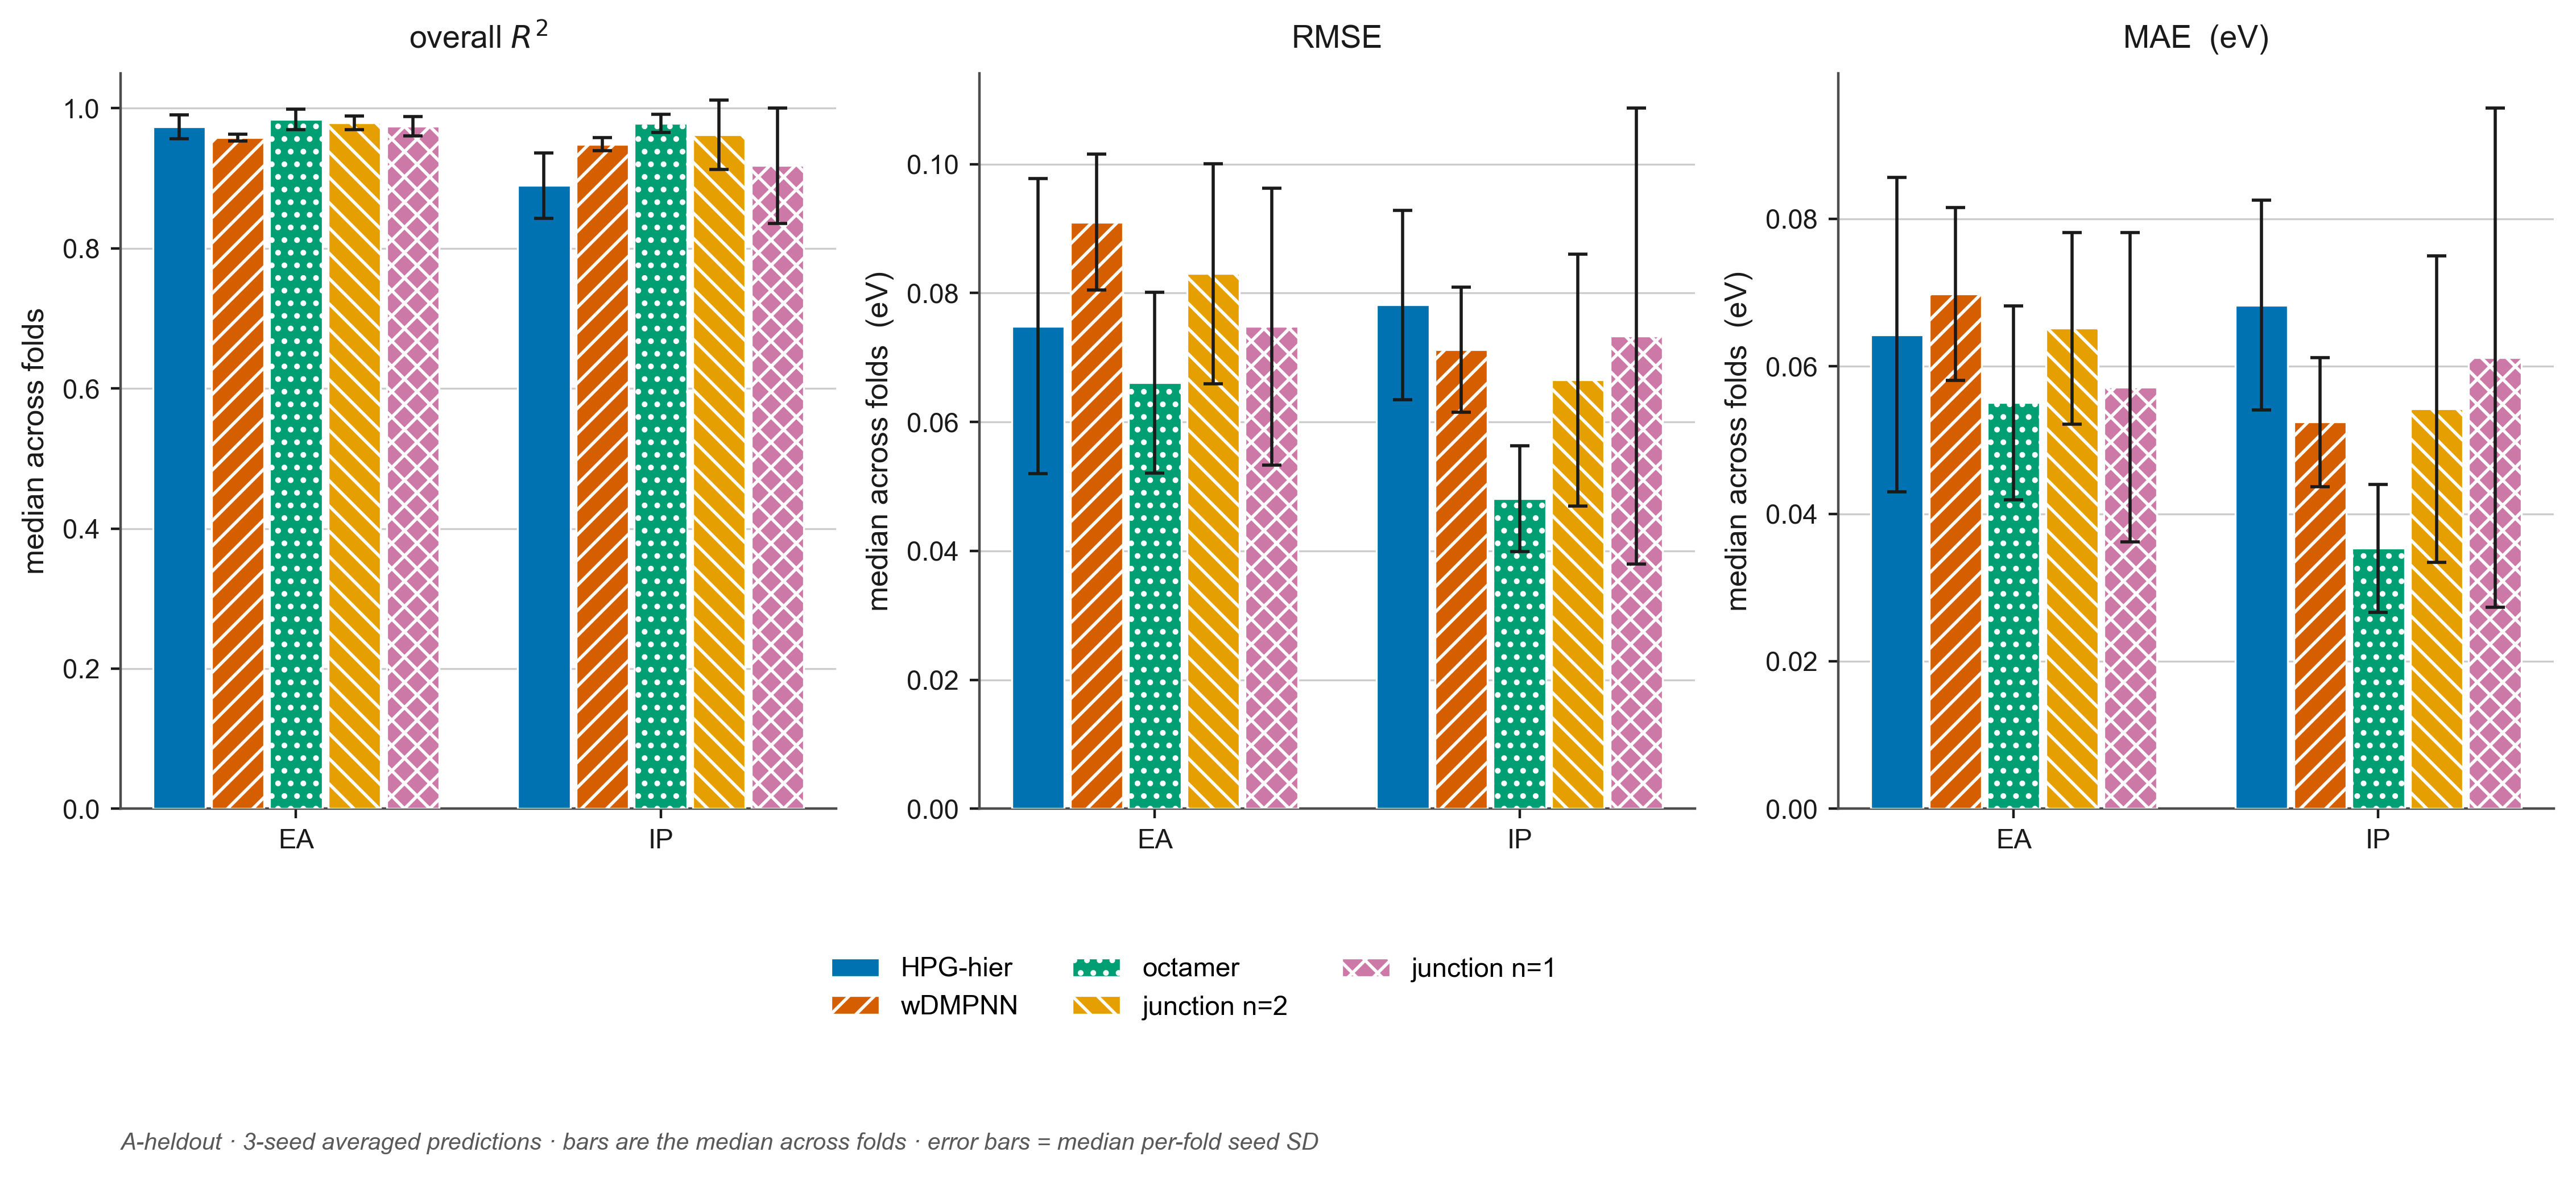 overall R²
median across folds
1.0
0.8
0.6
0.4
0.2
0.0
EA IP
RMSE
median across folds (eV)
0.10
0.08
0.06
0.04
0.02
0.00
EA IP
MAE (eV)
median across folds (eV)
0.08
0.06
0.04
0.02
0.00
EA IP
HPG-hier octamer junction n=1
wDMPNN junction n=2
A-heldout · 3-seed averaged predictions · bars are the median across folds · error bars = median per-fold seed SD